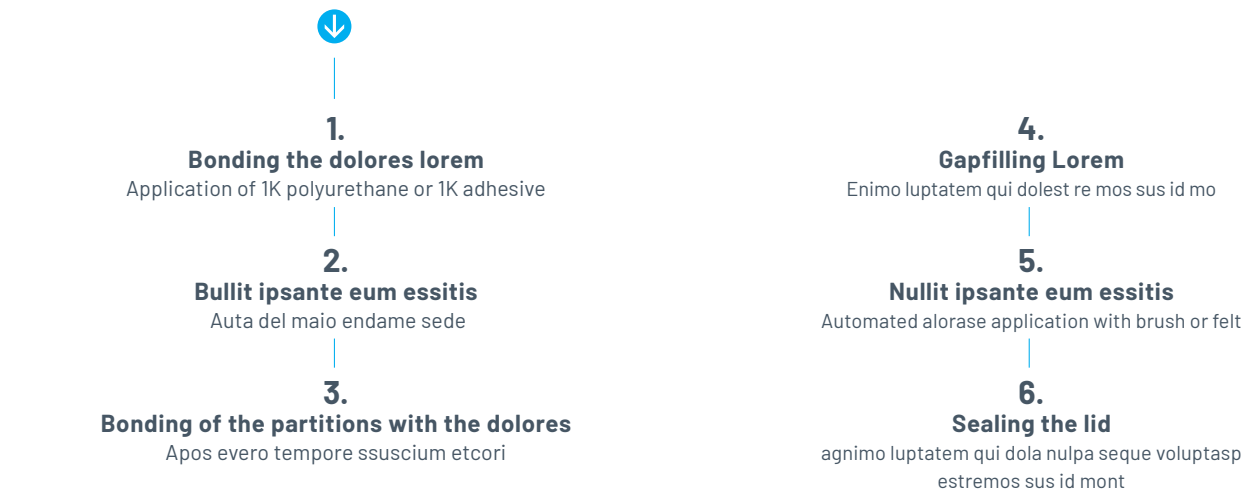 1.
Bonding the dolores lorem
Application of 1K polyurethane or 1K adhesive
2.
Bullit ipsante eum essitis
Auta del maio endame sede
3.
Bonding of the partitions with the dolores
Apos evero tempore ssuscium etcori
4.
Gapfilling Lorem
Enimo luptatem qui dolest re mos sus id mo
5.
Nullit ipsante eum essitis
Automated alorase application with brush or felt
6.
Sealing the lid
agnimo luptatem qui dola nulpa seque voluptasp
estremos sus id mont